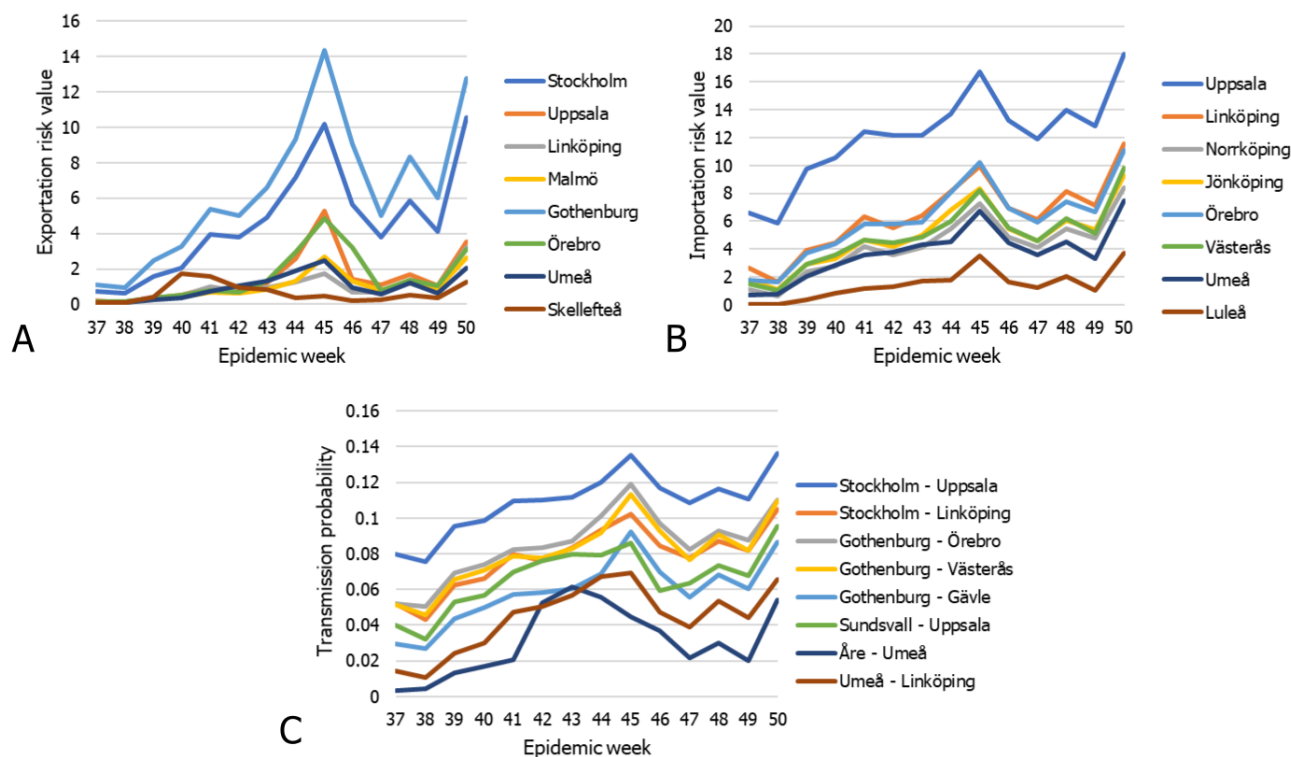 16
14
12
10
8
6
4
2
0
Exportation risk value
37 38 39 40 41 42 43 44 45 46 47 48 49 50
Epidemic week
Stockholm
Uppsala
Linköping
Malmö
Gothenburg
Örebro
Umeå
Skellefteå
A
20
18
16
14
12
10
8
6
4
2
0
Importation risk value
37 38 39 40 41 42 43 44 45 46 47 48 49 50
Epidemic week
Uppsala
Linköping
Norrköping
Jönköping
Örebro
Västerås
Umeå
Luleå
B
0.16
0.14
0.12
0.1
0.08
0.06
0.04
0.02
0
Transmission probability
37 38 39 40 41 42 43 44 45 46 47 48 49 50
Epidemic week
Stockholm - Uppsala
Stockholm - Linköping
Gothenburg - Örebro
Gothenburg - Västerås
Gothenburg - Gävle
Sundsvall - Uppsala
Åre - Umeå
Umeå - Linköping
C